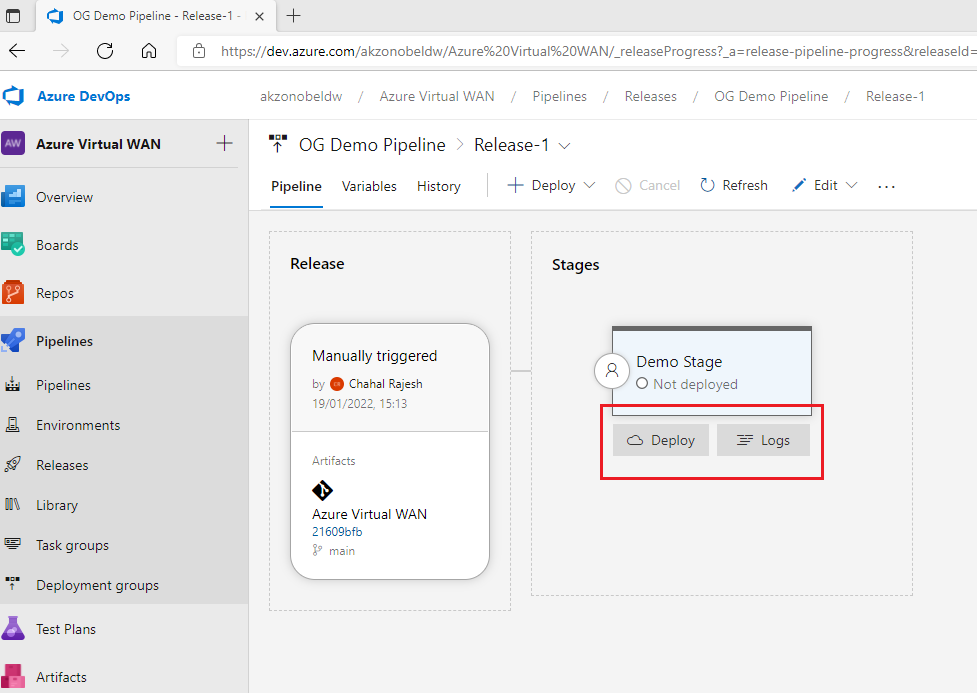 OG Demo Pipeline - Release-1 -
https://dev.azure.com/akzonobeldw/Azure%20Virtual%20WAN/_releaseProgress?_a=release-pipeline-progress&releaseId=
Azure DevOps
akzonobeldw / Azure Virtual WAN / Pipelines / Releases / OG Demo Pipeline / Release-1
AW Azure Virtual WAN
Overview
Boards
Repos
Pipelines
Pipelines
Environments
Releases
Library
Task groups
Deployment groups
Test Plans
Artifacts
OG Demo Pipeline > Release-1
Pipeline Variables History Deploy Cancel Refresh Edit ...
Release
Manually triggered
by CR Chahal Rajesh
19/01/2022, 15:13
Artifacts
Azure Virtual WAN
21609bfb
main
Stages
Demo Stage
Not deployed
Deploy Logs